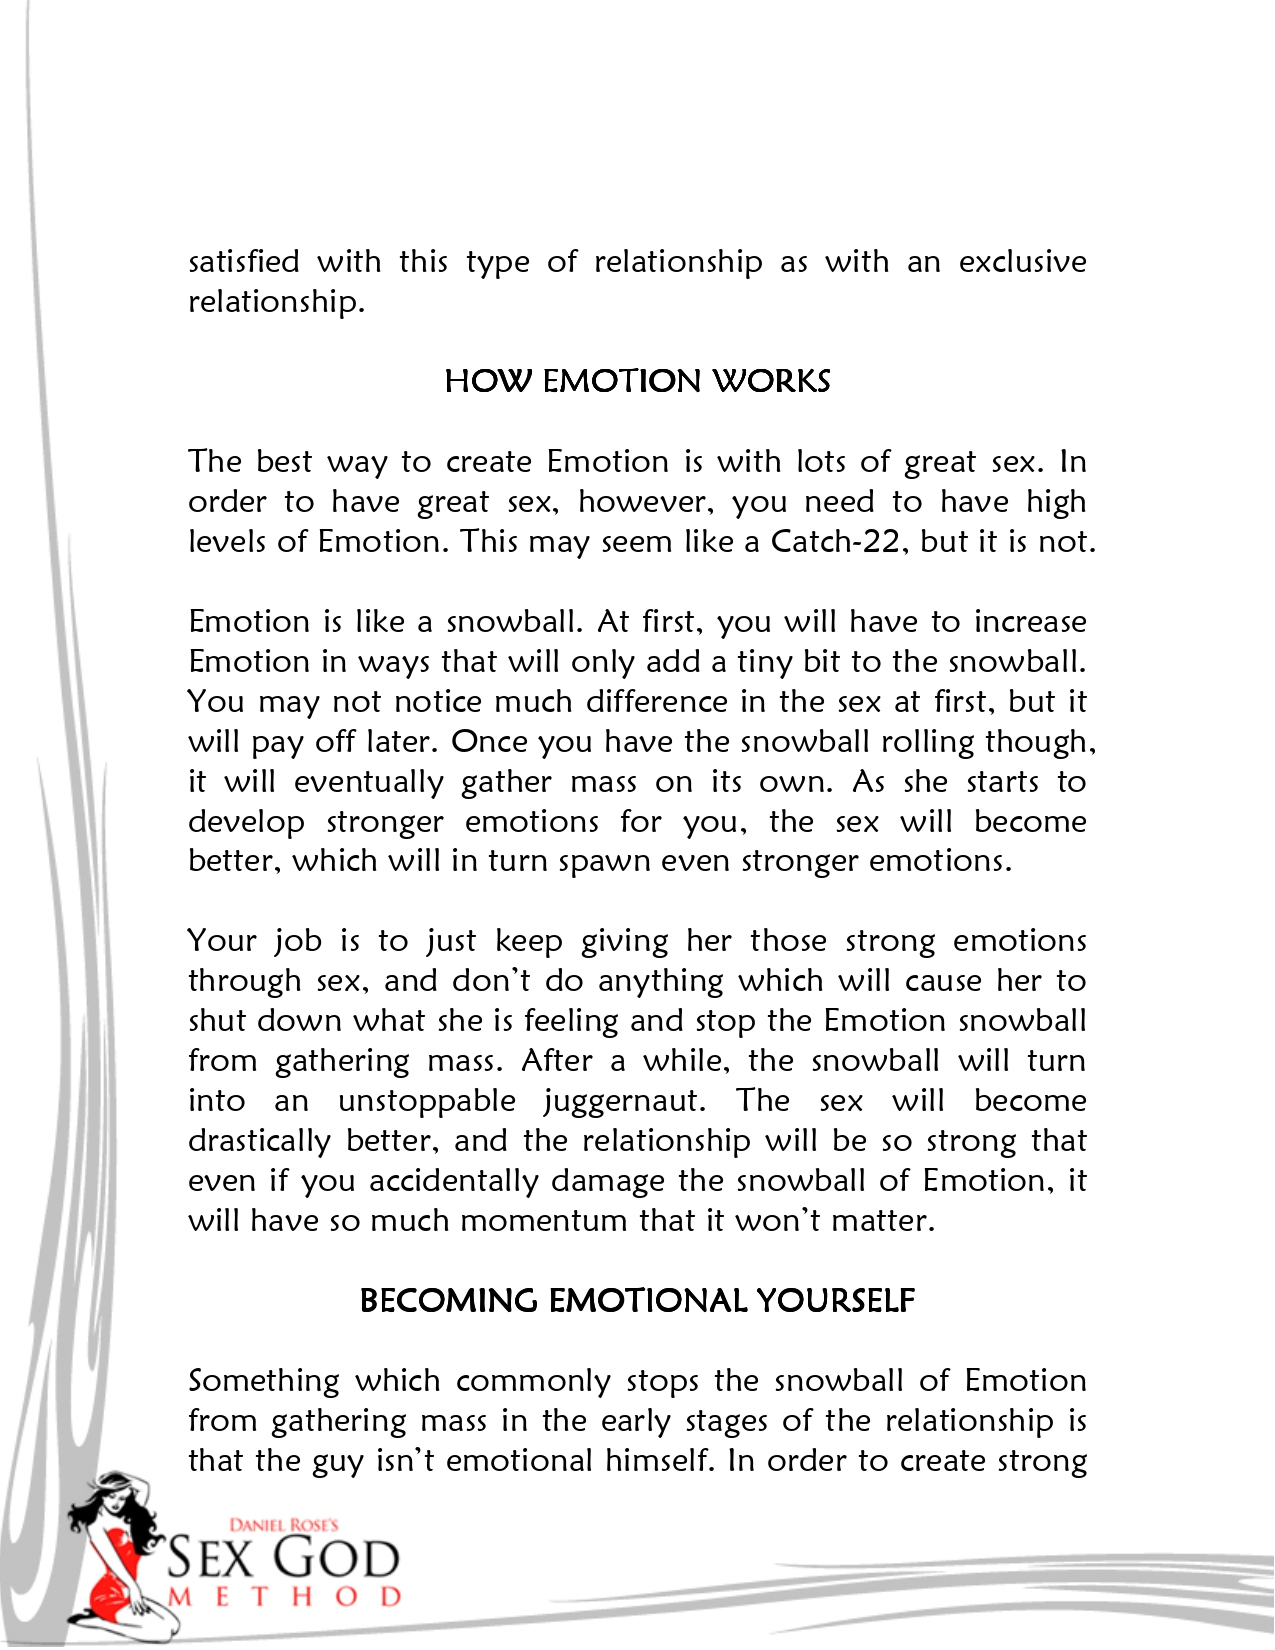 satisfied with this type of relationship as with an exclusive
relationship.
HOW EMOTION WORKS
The best way to create Emotion is with lots of great sex. In
order to have great sex, however, you need to have high
levels of Emotion. This may seem like a Catch-22, but it is not.
Emotion is like a snowball. At first, you will have to increase
Emotion in ways that will only add a tiny bit to the snowball.
You may not notice much difference in the sex at first, but it
will pay off later. Once you have the snowball rolling though,
it will eventually gather mass on its own. As she starts to
develop stronger emotions for you, the sex will become
better, which will in turn spawn even stronger emotions.
Your job is to just keep giving her those strong emotions
through sex, and don’t do anything which will cause her to
shut down what she is feeling and stop the Emotion snowball
from gathering mass. After a while, the snowball will turn
into an unstoppable juggernaut. The sex will become
drastically better, and the relationship will be so strong that
even if you accidentally damage the snowball of Emotion, it
will have so much momentum that it won’t matter.
BECOMING EMOTIONAL YOURSELF
Something which commonly stops the snowball of Emotion
from gathering mass in the early stages of the relationship is
that the guy isn’t emotional himself. In order to create strong
DANIEL ROSE'S
SEX GOD
METHOD